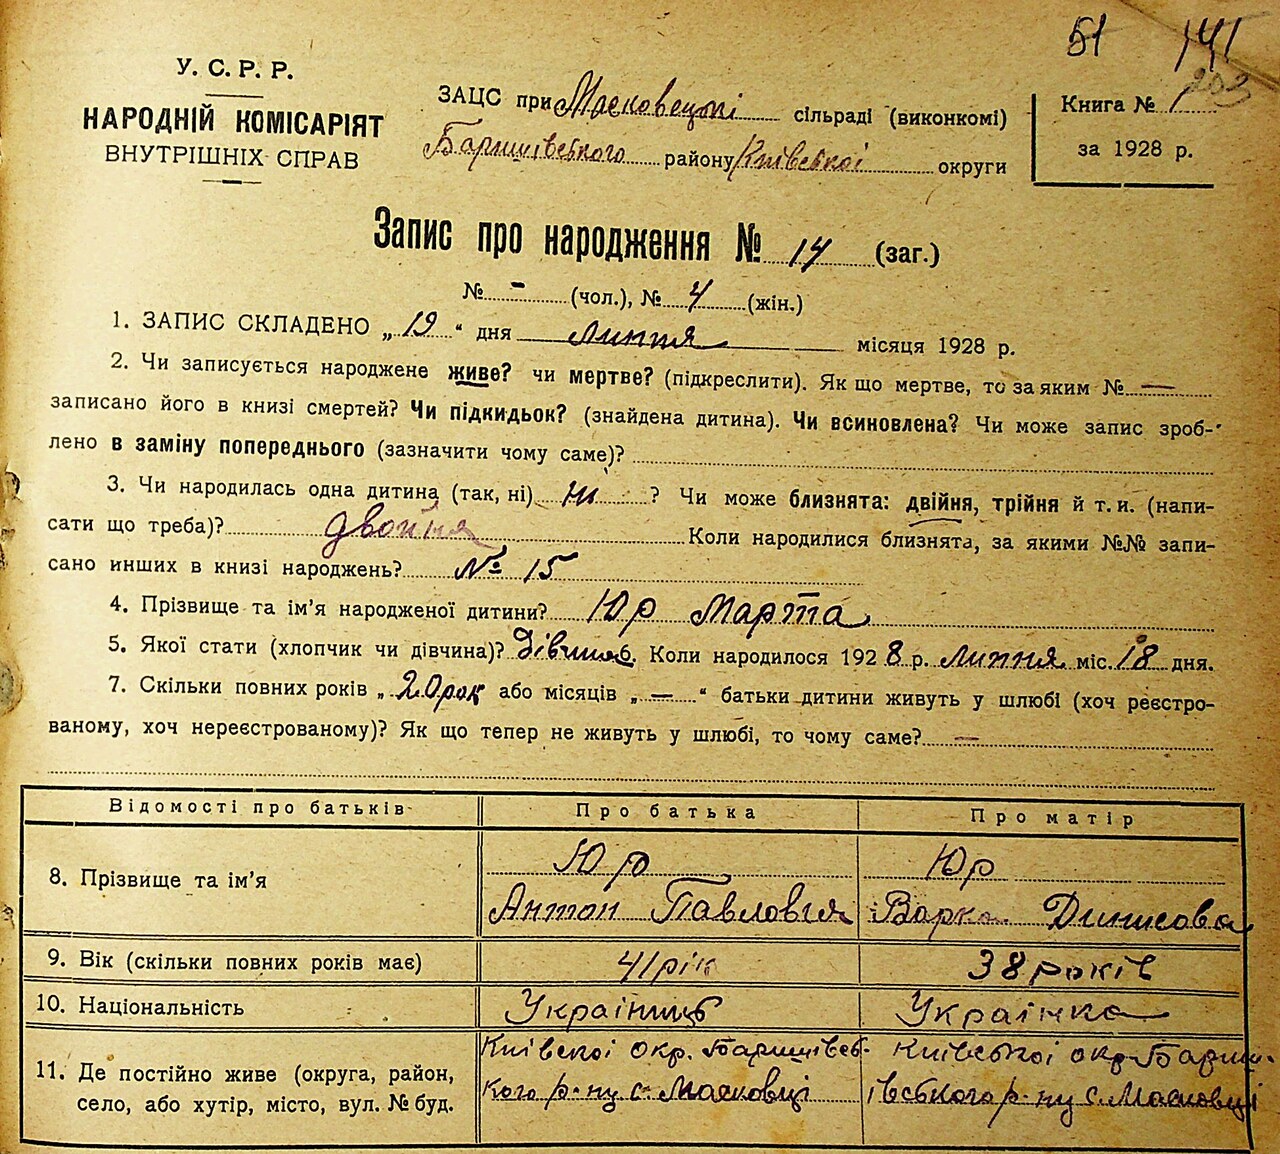 51 141
203
У. С. Р. Р.
НАРОДНІЙ КОМІСАРІЯТ
ВНУТРІШНІХ СПРАВ
ЗАЦС при Масковецькі сільраді (виконкомі)
Баришівського району Київської округи
Книга № 1
за 1928 р.
Запис про народження № 14 (заг.)
№ - (чол.), № 4 (жін.)
1. ЗАПИС СКЛАДЕНО „ 19 “ дня липня місяця 1928 р.
2. Чи записується народжене живе? чи мертве? (підкреслити). Як що мертве, то за яким № —
записано його в книзі смертей? Чи підкидьок? (знайдена дитина). Чи всиновлена? Чи може запис зроб-
лено в заміну попереднього (зазначити чому саме)?
3. Чи народилась одна дитина (так, ні) ні ? Чи може близнята: двійня, трійня й т. и. (напи-
сати що треба)? двойня Коли народилися близнята, за якими №№ запи-
сано инших в книзі народжень? № 15
4. Прізвище та ім’я народженої дитини? Юр Марта
5. Якої стати (хлопчик чи дівчина)? Дівчина 6. Коли народилося 1928 р. липня міс. 18 дня.
7. Скільки повних років „ 20 рок або місяців „ — “ батьки дитини живуть у шлюбі (хоч реєстро-
ваному, хоч нереєстрованому)? Як що тепер не живуть у шлюбі, то чому саме? —
Відомості про батьків Про батька Про матір
8. Прізвище та ім’я
Юр Юр
Антон Павловія Варка Динисова
9. Вік (скільки повних років має) 41 рік 38 років
10. Національність Україниць Українка
11. Де постійно живе (округа, район,
село, або хутір, місто, вул. № буд.
Київскої окр. Баришівсь-
кого р-ну с. Масковці
Київської окр. Бариш-
івського р-ну с. Масковці